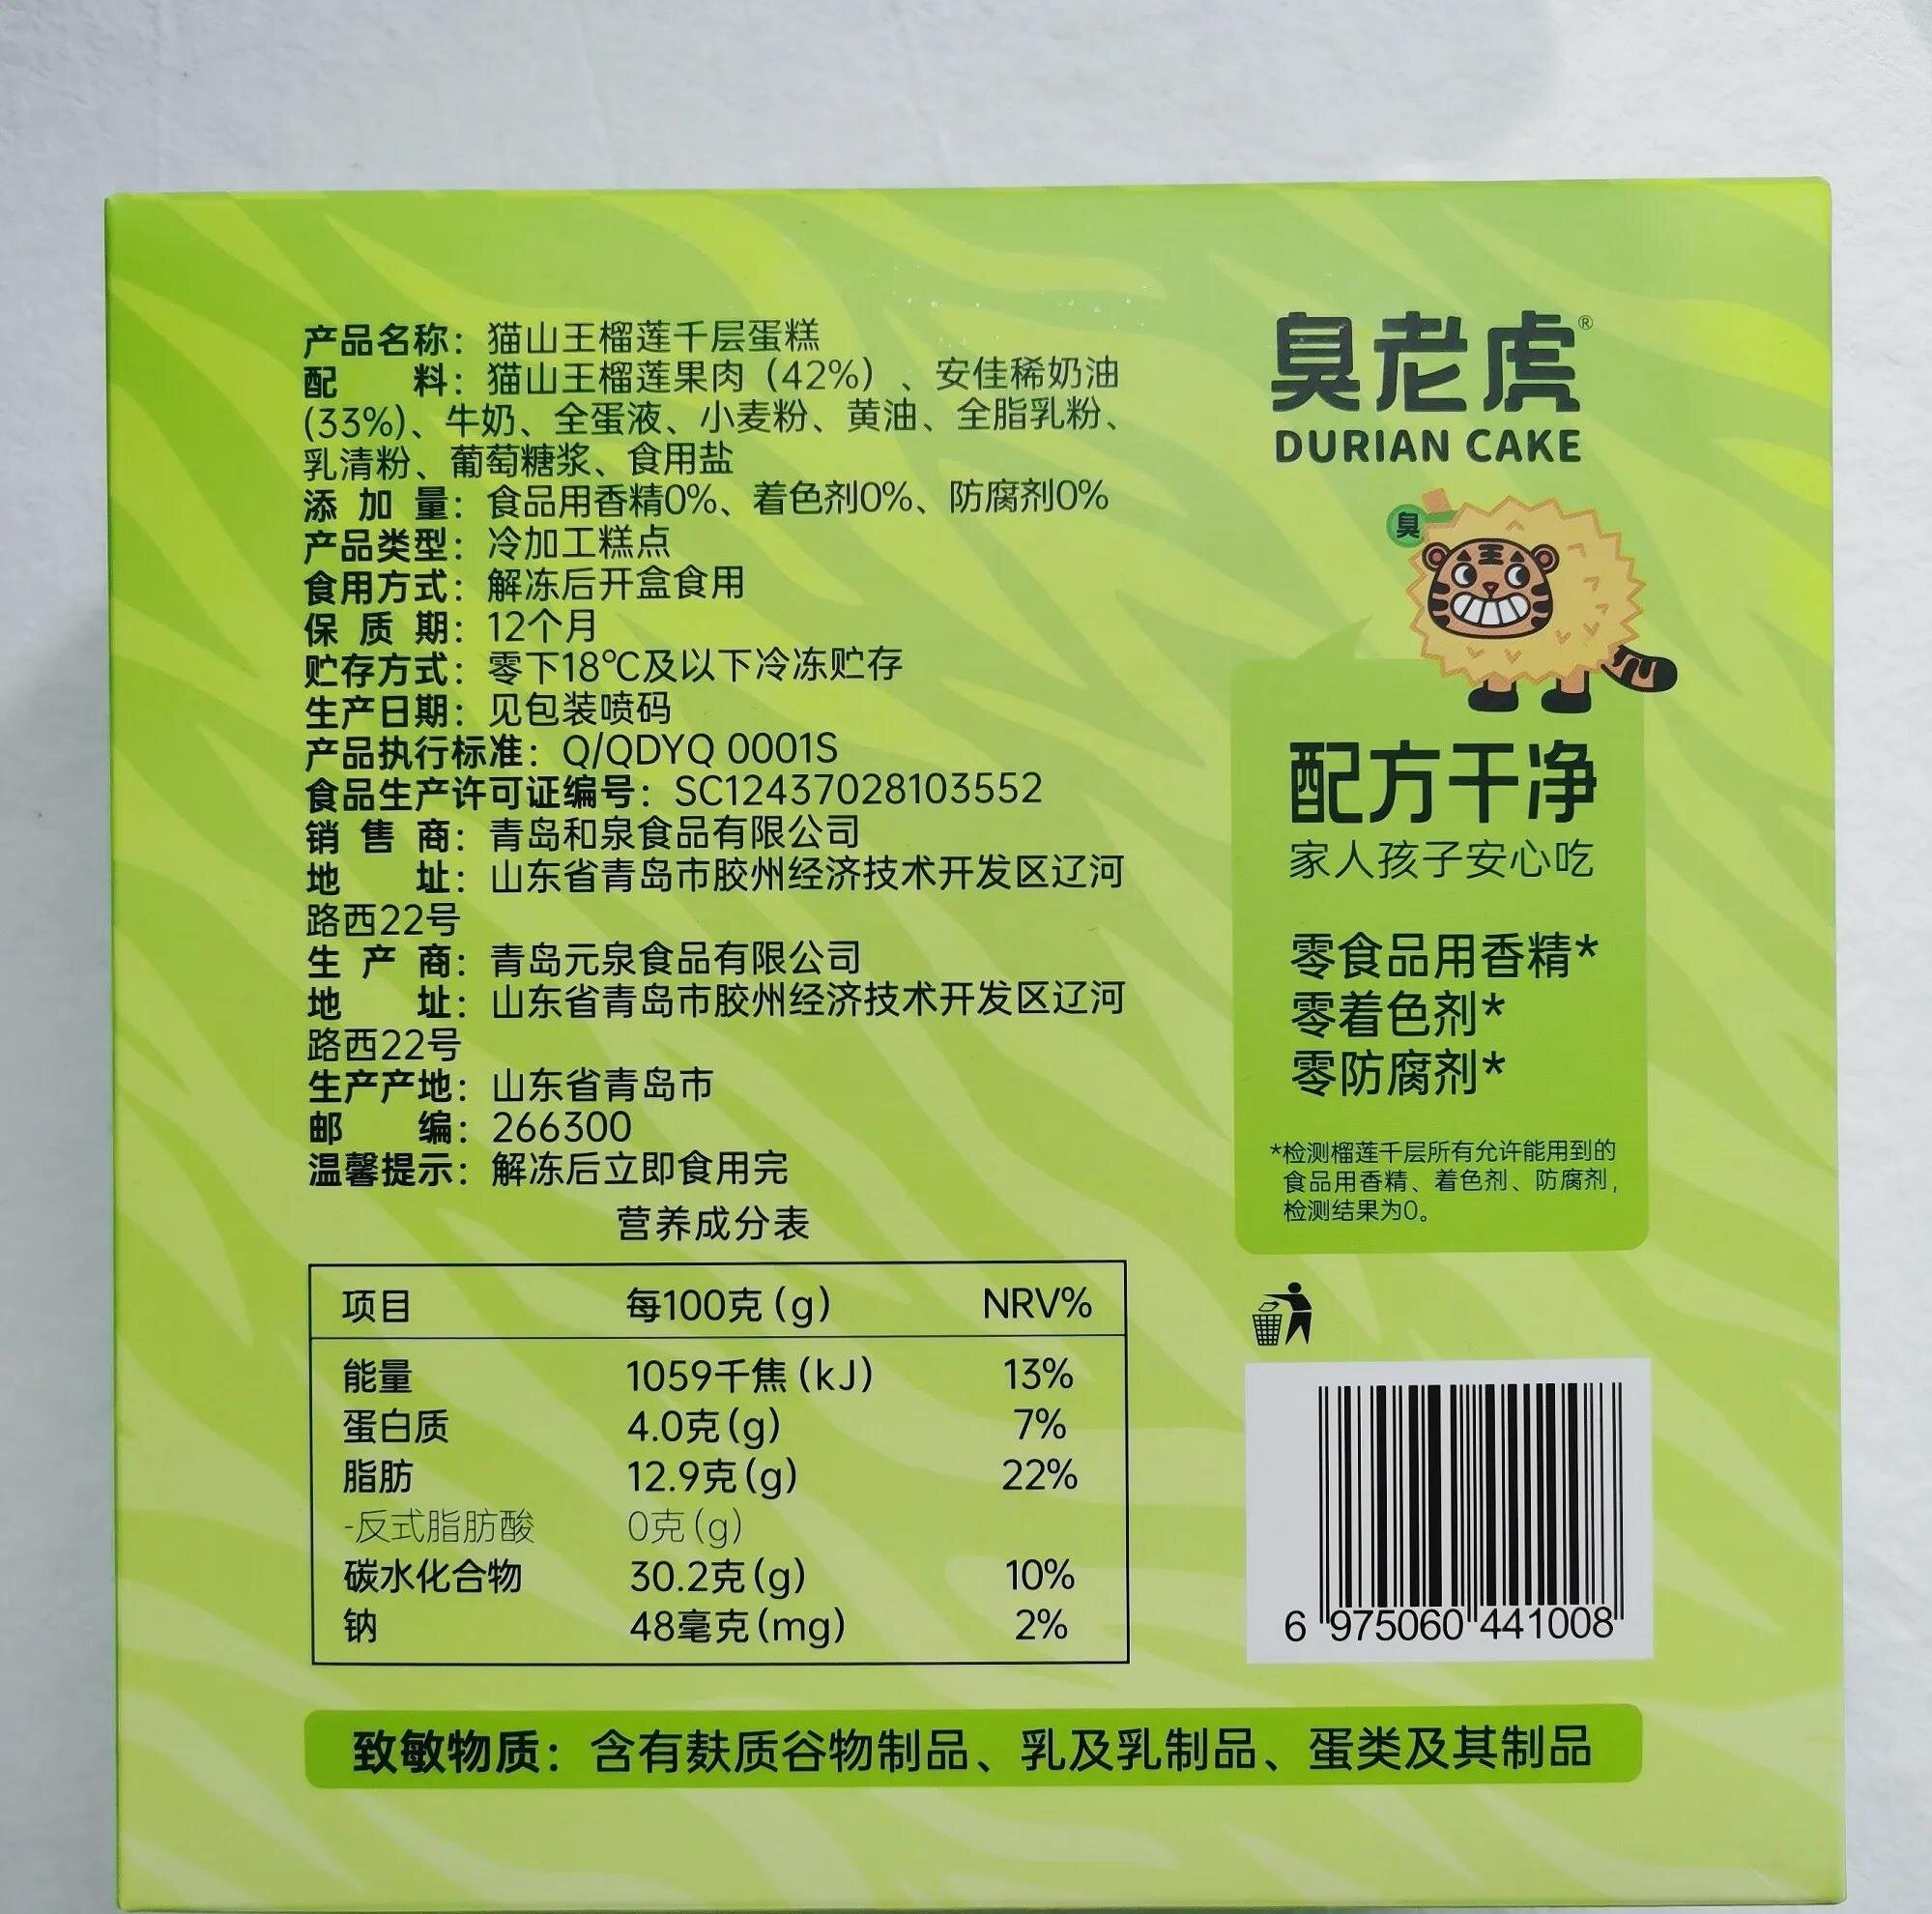 产品名称：猫山王榴莲千层蛋糕
配 料：猫山王榴莲果肉（42%）、安佳稀奶油
(33%)、牛奶、全蛋液、小麦粉、黄油、全脂乳粉、
乳清粉、葡萄糖浆、食用盐
添 加 量：食品用香精0%、着色剂0%、防腐剂0%
产品类型：冷加工糕点
食用方式：解冻后开盒食用
保 质 期：12个月
贮存方式：零下18℃及以下冷冻贮存
生产日期：见包装喷码
产品执行标准：Q/QDYQ 0001S
食品生产许可证编号：SC12437028103552
销 售 商：青岛和泉食品有限公司
地 址：山东省青岛市胶州经济技术开发区辽河
路西22号
生 产 商：青岛元泉食品有限公司
地 址：山东省青岛市胶州经济技术开发区辽河
路西22号
生产产地：山东省青岛市
邮 编：266300
温馨提示：解冻后立即食用完
营养成分表
项目 每100克(g) NRV%
能量 1059千焦(kJ) 13%
蛋白质 4.0克(g) 7%
脂肪 12.9克(g) 22%
-反式脂肪酸 0克(g)
碳水化合物 30.2克(g) 10%
钠 48毫克(mg) 2%
臭老虎®
DURIAN CAKE
臭
王
配方干净
家人孩子安心吃
零食品用香精*
零着色剂*
零防腐剂*
*检测榴莲千层所有允许能用到的
食品用香精、着色剂、防腐剂，
检测结果为0。
6 975060 441008
致敏物质：含有麸质谷物制品、乳及乳制品、蛋类及其制品